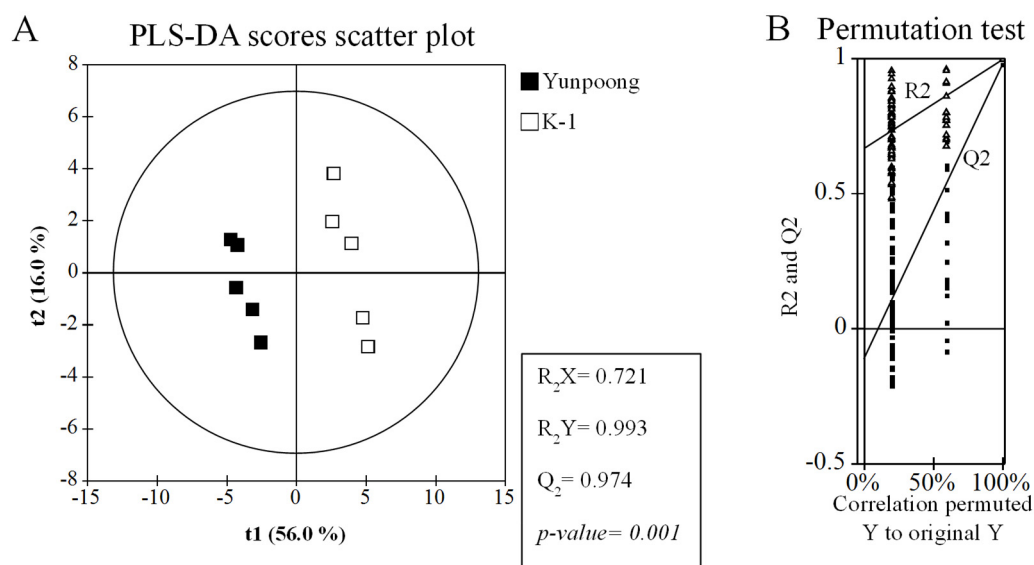 A
PLS-DA scores scatter plot
8
6
4
2
0
-2
-4
-6
-8
-15
-10
-5
0
5
10
15
t2 (16.0 %)
t1 (56.0 %)
Yunpoong
K-1
R2X= 0.721
R2Y= 0.993
Q2= 0.974
p-value= 0.001
B
Permutation test
1
0.5
0
-0.5
R2 and Q2
R2
Q2
0%
50%
100%
Correlation permuted
Y to original Y